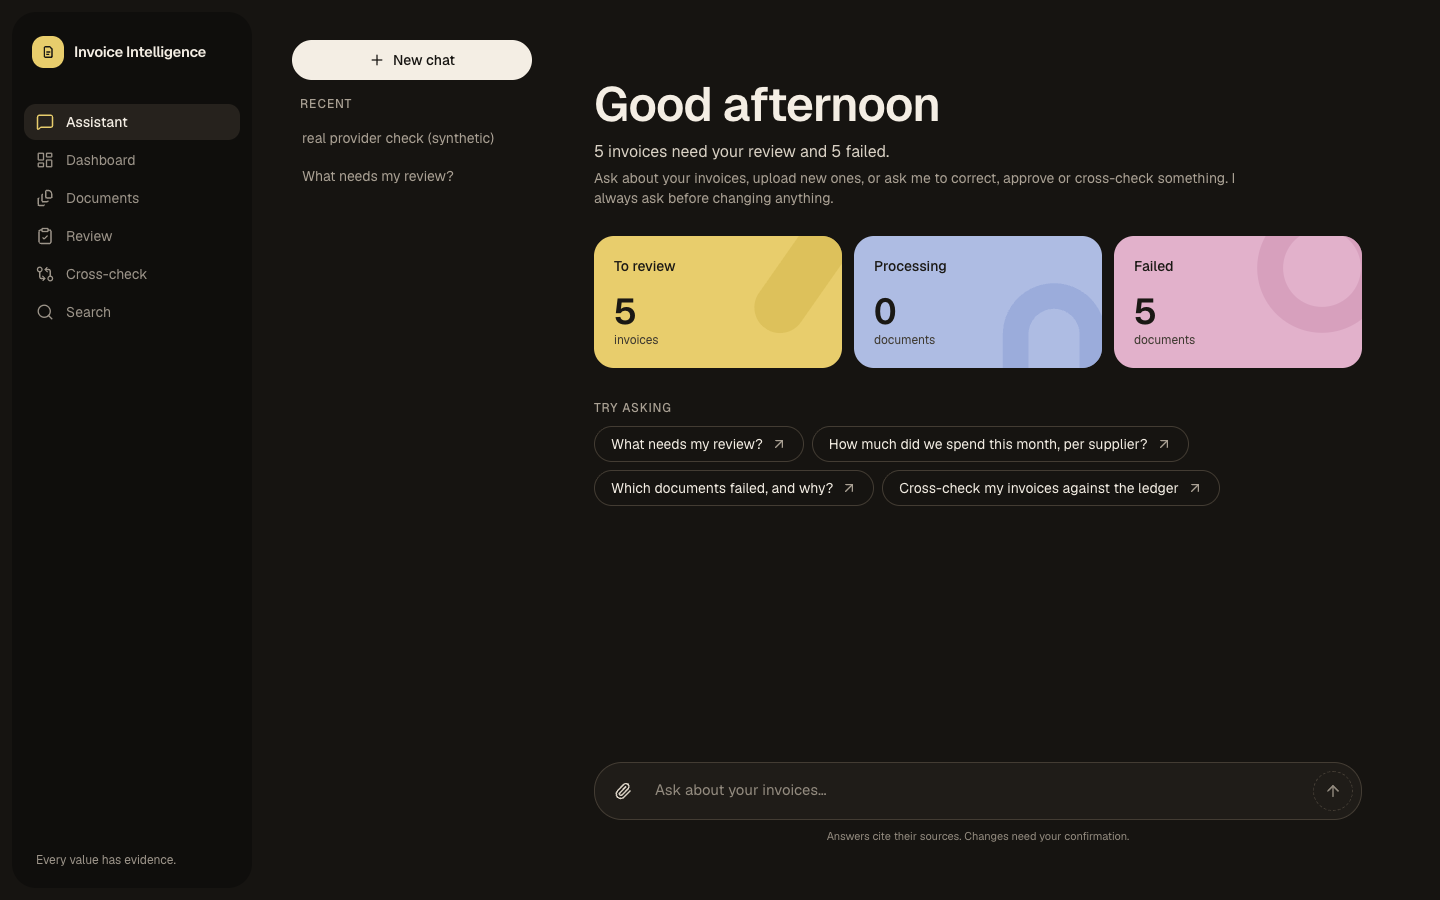 Invoice Intelligence
Assistant
Dashboard
Documents
Review
Cross-check
Search
Every value has evidence.
New chat
RECENT
real provider check (synthetic)
What needs my review?
Good afternoon
5 invoices need your review and 5 failed.
Ask about your invoices, upload new ones, or ask me to correct, approve or cross-check something. I
always ask before changing anything.
To review
5
invoices
Processing
0
documents
Failed
5
documents
TRY ASKING
What needs my review?
How much did we spend this month, per supplier?
Which documents failed, and why?
Cross-check my invoices against the ledger
Ask about your invoices...
Answers cite their sources. Changes need your confirmation.